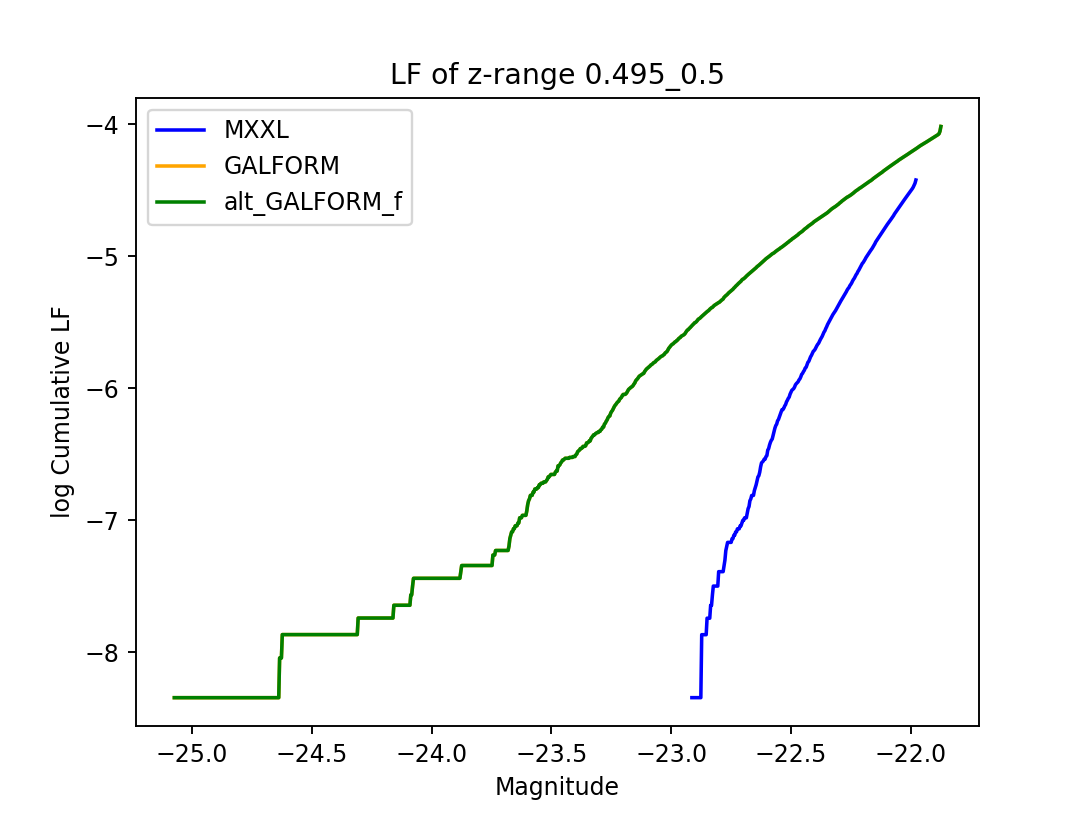 LF of z-range 0.495_0.5
MXXL
GALFORM
alt_GALFORM_f
log Cumulative LF
−4
−5
−6
−7
−8
−25.0 −24.5 −24.0 −23.5 −23.0 −22.5 −22.0
Magnitude